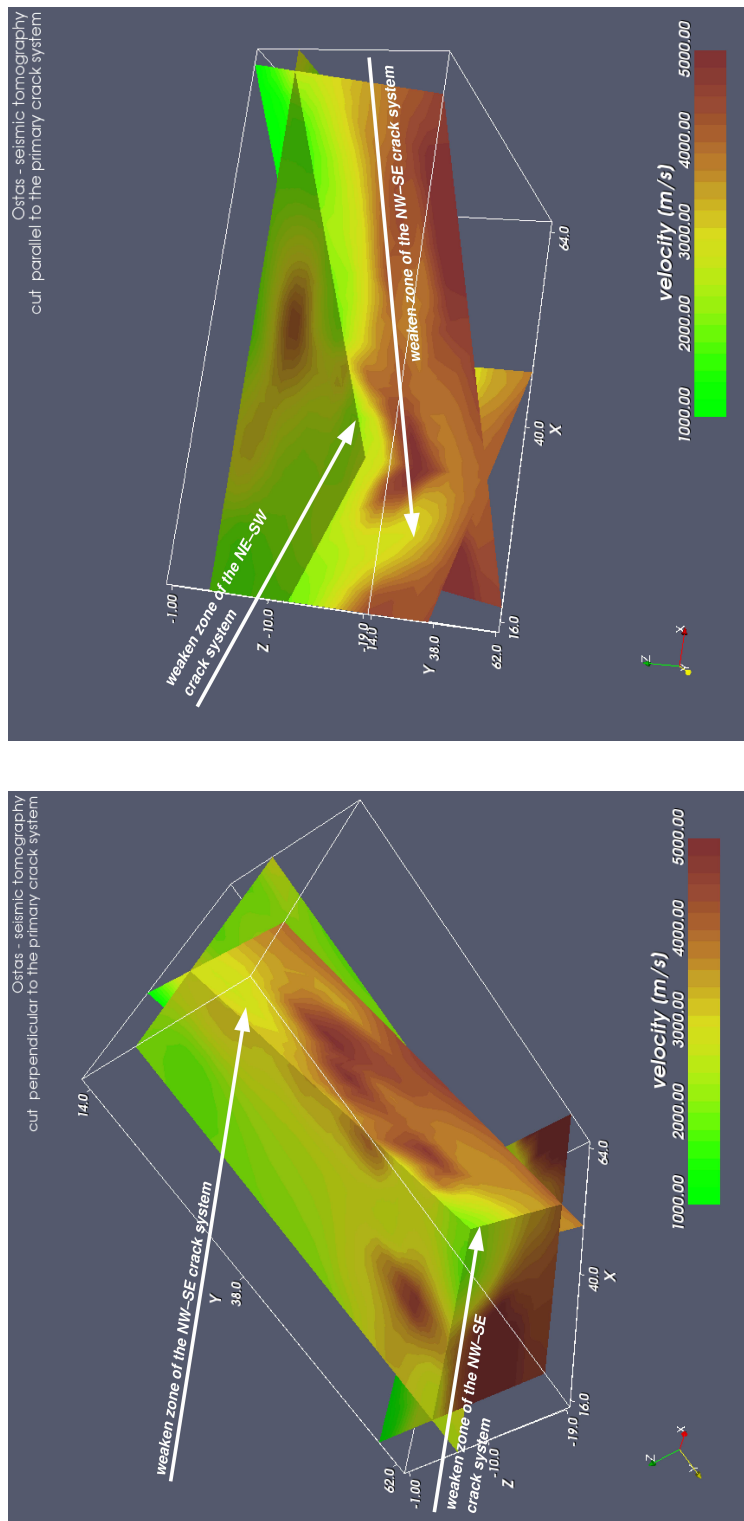 Ostas - seismic tomography
cut parallel to the primary crack system
weaken zone of the NE–SW
crack system
weaken zone of the NW–SE crack system
-1.00
Z -10.0
-19.0
14.0
Y 38.0
62.0
16.0
40.0
X
64.0
Z
X
Y
velocity (m/s)
1000.00 2000.00 3000.00 4000.00 5000.00
Ostas - seismic tomography
cut perpendicular to the primary crack system
weaken zone of the NW–SE crack system
weaken zone of the NW–SE
crack system
14.0
Y
38.0
62.0
-1.00
-10.0
Z
-19.0
16.0
40.0
X
64.0
Z
X
Y
velocity (m/s)
1000.00 2000.00 3000.00 4000.00 5000.00